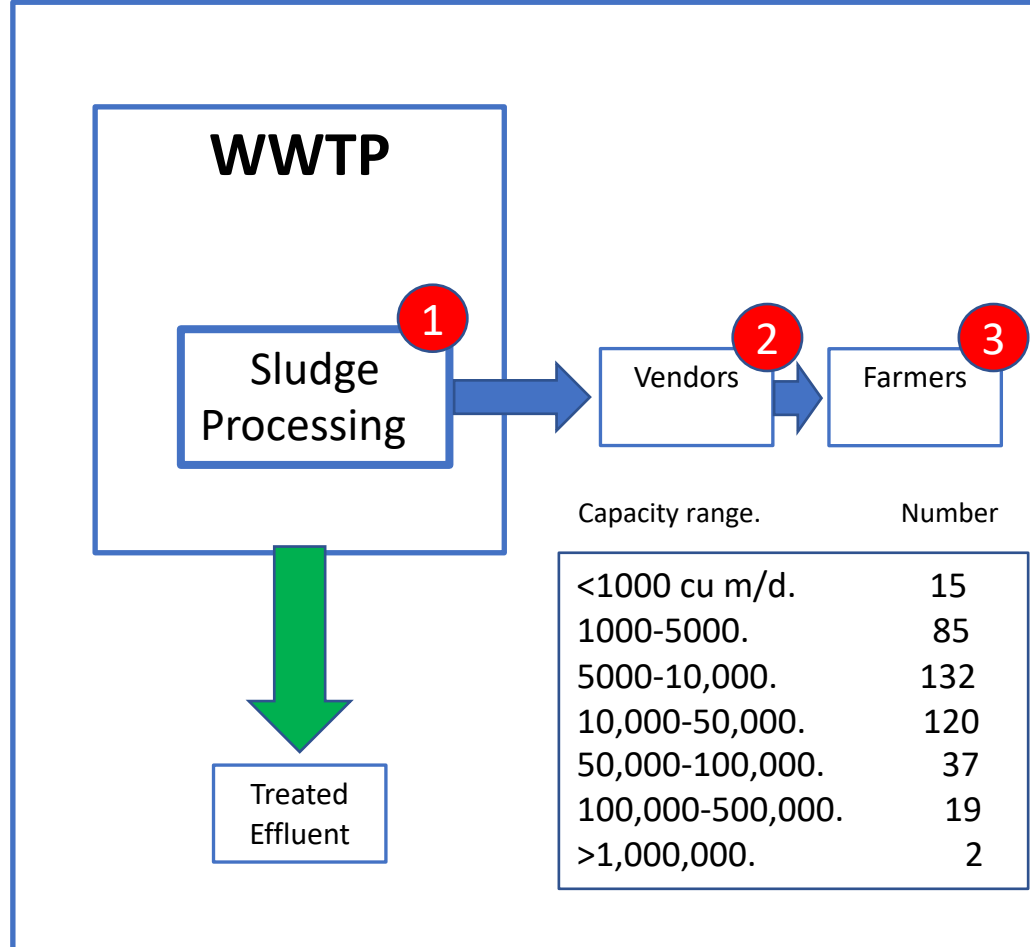 WWTP
1
Sludge
Processing
2
Vendors
3
Farmers
Capacity range. Number
<1000 cu m/d. 15
1000-5000. 85
5000-10,000. 132
10,000-50,000. 120
50,000-100,000. 37
100,000-500,000. 19
>1,000,000. 2
Treated
Effluent